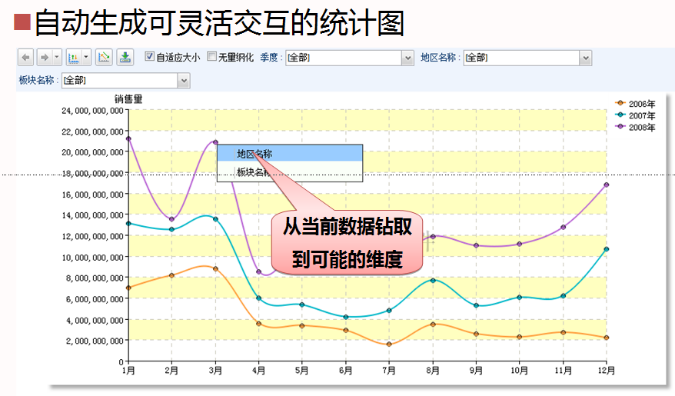 自动生成可灵活交互的统计图
自适应大小 无量纲化 季度: [全部] 地区名称: [全部]
板块名称: [全部]
销售量
2006年
2007年
2008年
24,000,000,000
22,000,000,000
20,000,000,000
18,000,000,000
16,000,000,000
14,000,000,000
12,000,000,000
10,000,000,000
8,000,000,000
6,000,000,000
4,000,000,000
2,000,000,000
0
地区名称
板块名
从当前数据钻取
到可能的维度
1月 2月 3月 4月 5月 6月 7月 8月 9月 10月 11月 12月